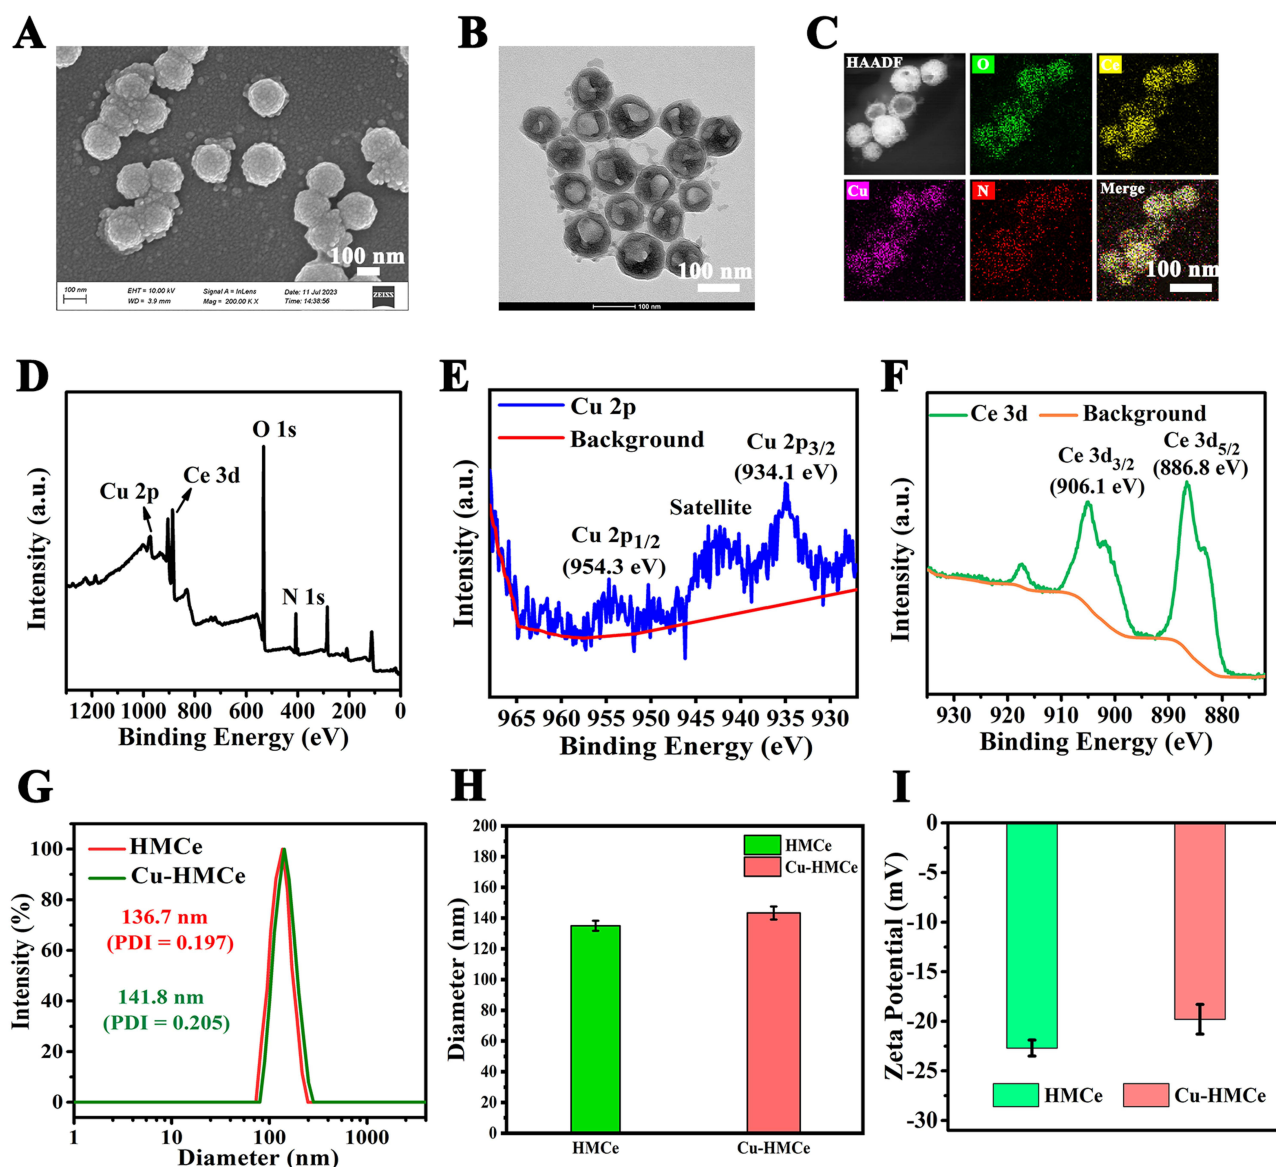 A
100 nm
100 nm
EHT = 10.00 kV
WD = 3.9 mm
Signal A = InLens
Mag = 200.00 K X
Date: 11 Jul 2023
Time: 14:38:56
ZEISS
B
100 nm
100 nm
C
HAADF
O
Ce
Cu
N
Merge
100 nm
D
Intensity (a.u.)
Cu 2p
Ce 3d
O 1s
N 1s
1200 1000 800 600 400 200 0
Binding Energy (eV)
E
Intensity (a.u.)
Cu 2p
Background
Cu 2p3/2
(934.1 eV)
Satellite
Cu 2p1/2
(954.3 eV)
965 960 955 950 945 940 935 930
Binding Energy (eV)
F
Intensity (a.u.)
Ce 3d
Background
Ce 3d5/2
(886.8 eV)
Ce 3d3/2
(906.1 eV)
930 920 910 900 890 880
Binding Energy (eV)
G
Intensity (%)
100
80
60
40
20
0
HMCe
Cu-HMCe
136.7 nm
(PDI = 0.197)
141.8 nm
(PDI = 0.205)
1 10 100 1000
Diameter (nm)
H
Diameter (nm)
200
180
160
140
120
100
80
60
40
20
0
HMCe
Cu-HMCe
HMCe Cu-HMCe
I
Zeta Potential (mV)
0
-5
-10
-15
-20
-25
-30
HMCe
Cu-HMCe